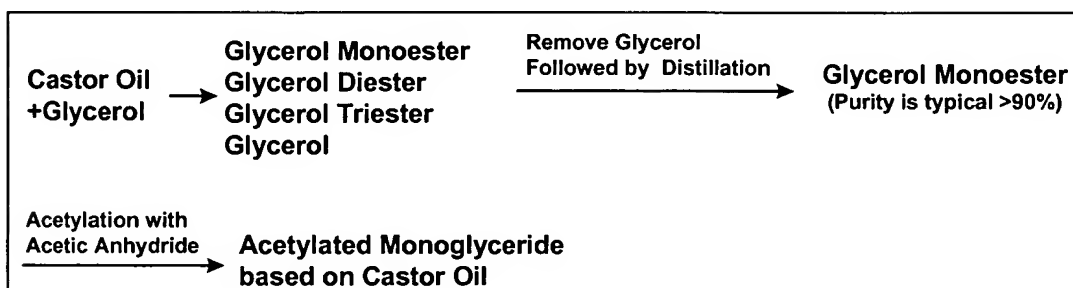 Castor Oil
+Glycerol
Glycerol Monoester
Glycerol Diester
Glycerol Triester
Glycerol
Remove Glycerol
Followed by Distillation
Glycerol Monoester
(Purity is typical >90%)
Acetylation with
Acetic Anhydride
Acetylated Monoglyceride
based on Castor Oil